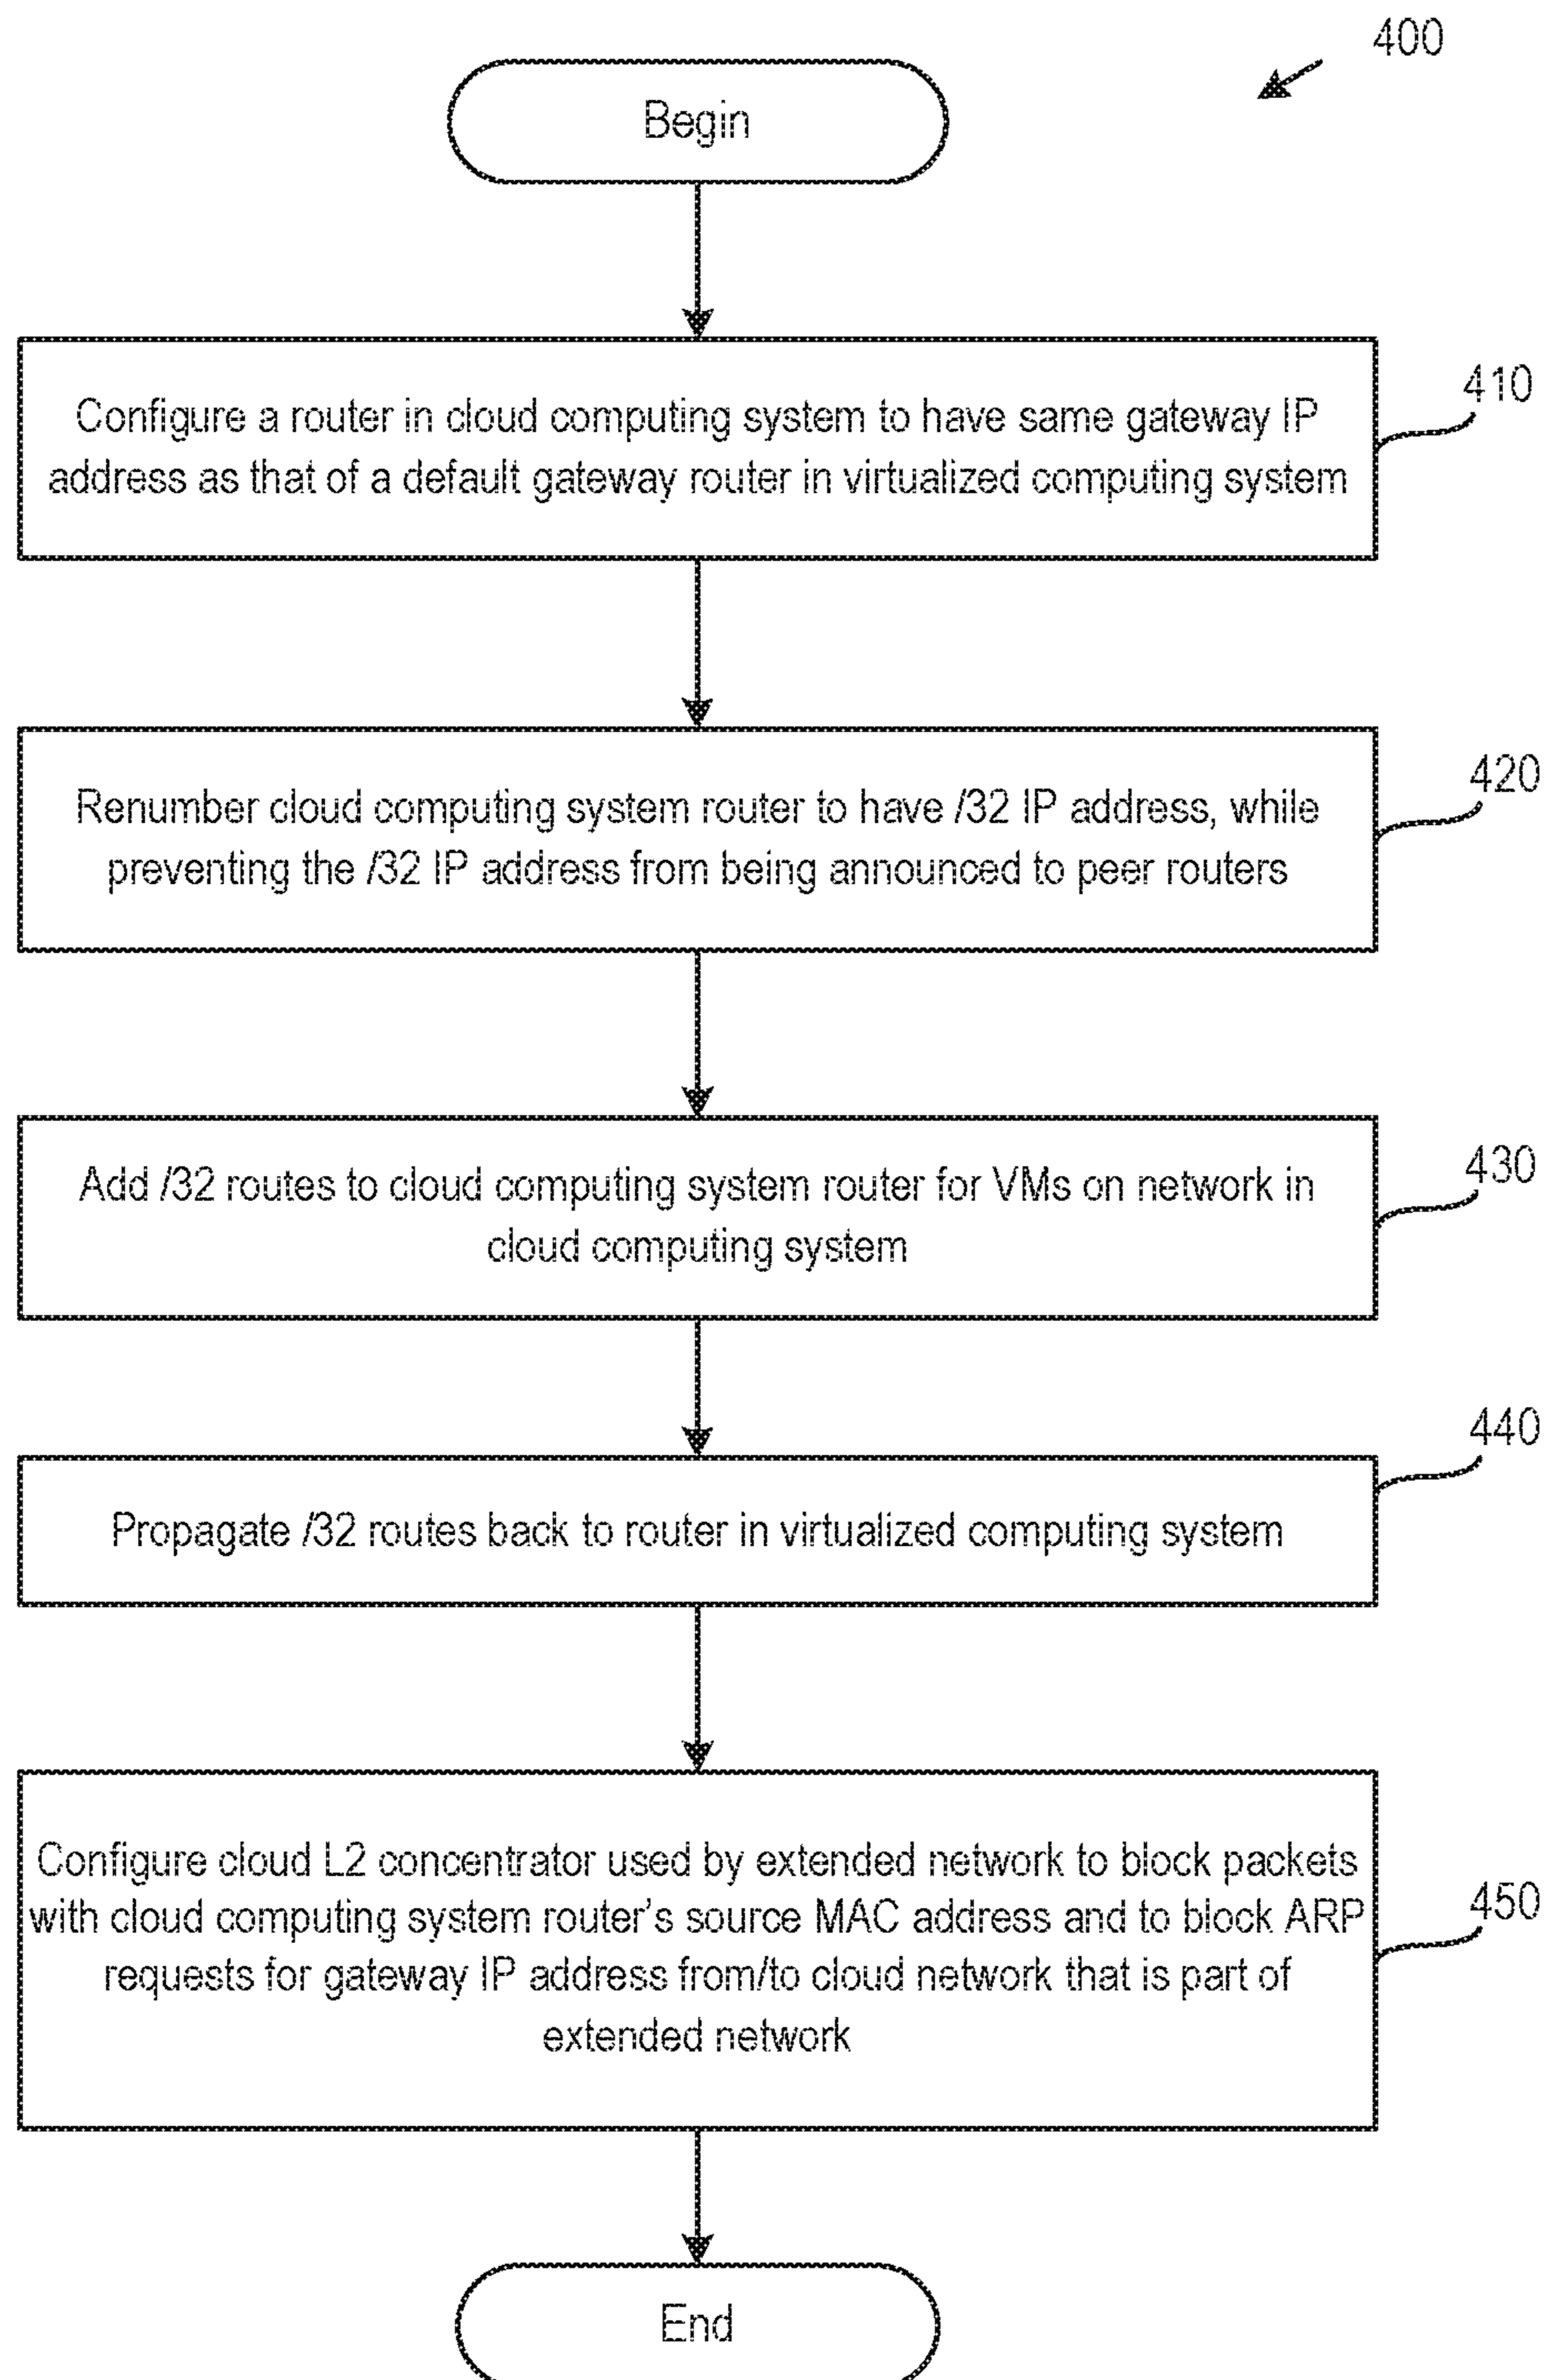 400
Begin
Configure a router in cloud computing system to have same gateway IP
address as that of a default gateway router in virtualized computing system
410
Renumber cloud computing system router to have /32 IP address, while
preventing the /32 IP address from being announced to peer routers
420
Add /32 routes to cloud computing system router for VMs on network in
cloud computing system
430
Propagate /32 routes back to router in virtualized computing system
440
Configure cloud L2 concentrator used by extended network to block packets
with cloud computing system router's source MAC address and to block ARP
requests for gateway IP address from/to cloud network that is part of
extended network
450
End